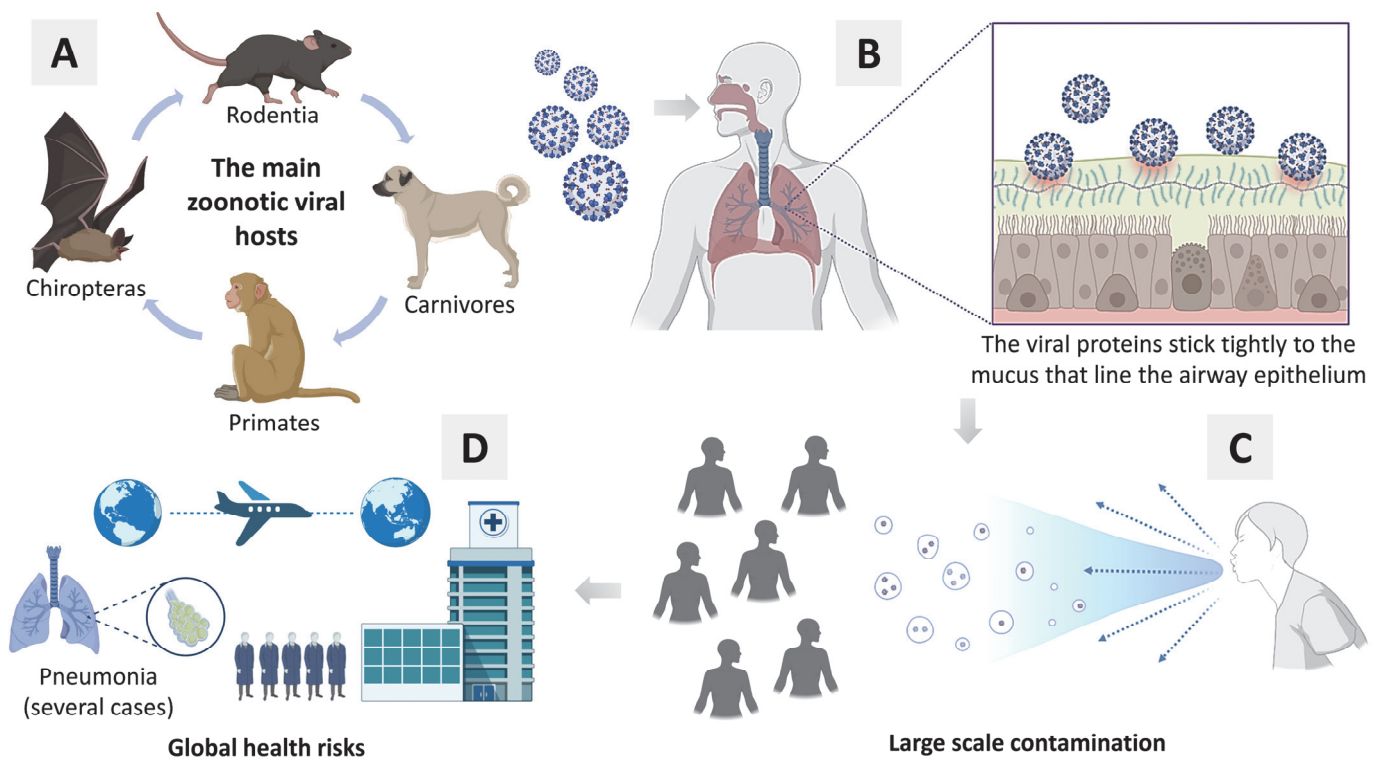 A
Rodentia
The main
zoonotic viral
hosts
Chiropteras
Carnivores
Primates
B
The viral proteins stick tightly to the
mucus that line the airway epithelium
C
Large scale contamination
D
Pneumonia
(several cases)
Global health risks